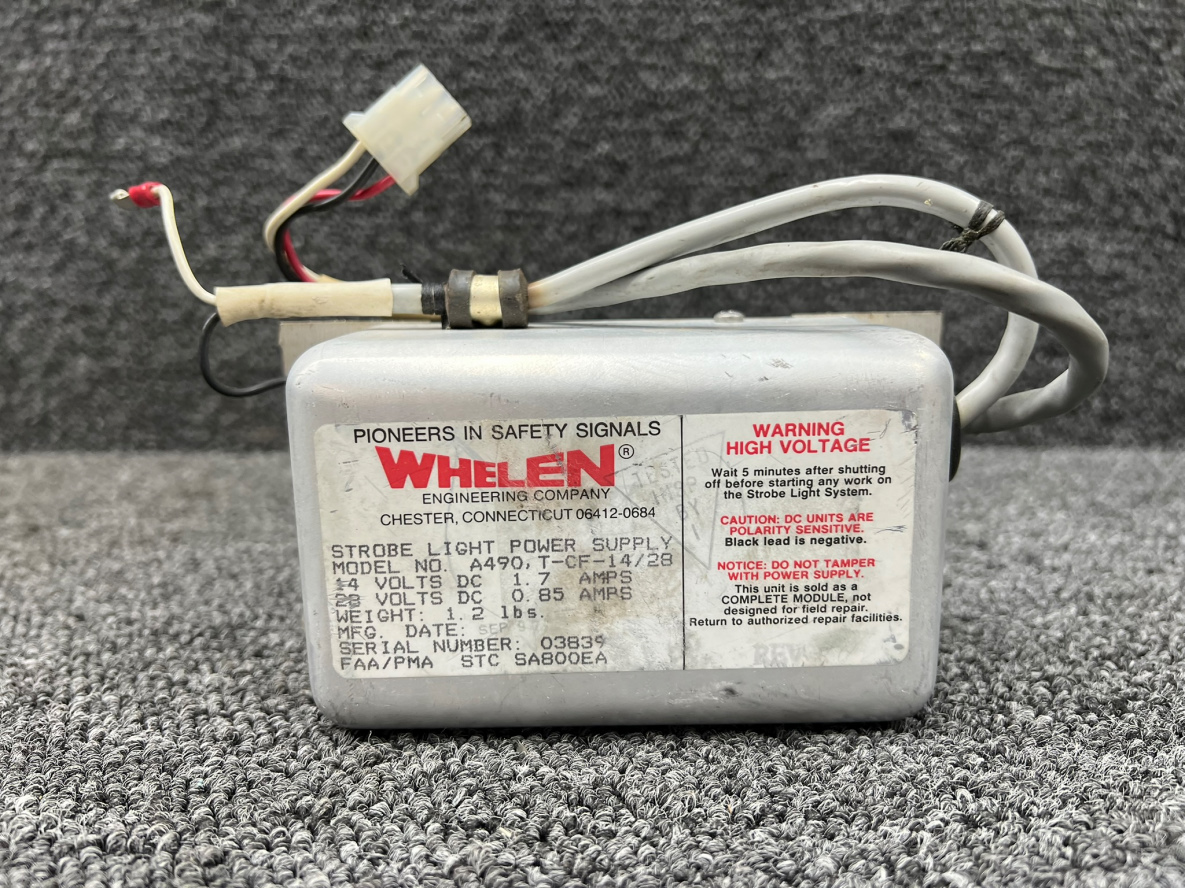 PIONEERS IN SAFETY SIGNALS
WHELEN®
ENGINEERING COMPANY
CHESTER, CONNECTICUT 06412-0684
STROBE LIGHT POWER SUPPLY
MODEL NO. A490,T-CF-14/28
14 VOLTS DC 1.7 AMPS
28 VOLTS DC 0.85 AMPS
WEIGHT: 1.2 lbs.
MFG. DATE: SEP
SERIAL NUMBER: 03839
FAA/PMA STC SA800EA
WARNING
HIGH VOLTAGE
Wait 5 minutes after shutting
off before starting any work on
the Strobe Light System.
CAUTION: DC UNITS ARE
POLARITY SENSITIVE.
Black lead is negative.
NOTICE: DO NOT TAMPER
WITH POWER SUPPLY.
This unit is sold as a
COMPLETE MODULE, not
designed for field repair.
Return to authorized repair facilities.
TESTED
BY
REV